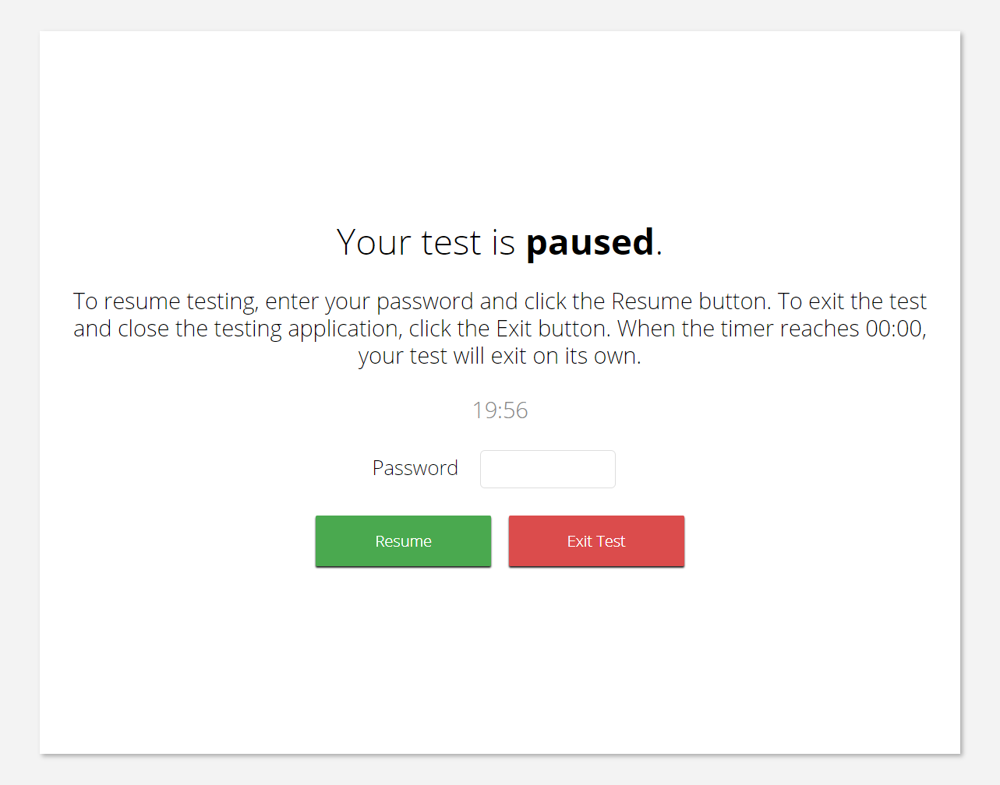 Your test is paused.
To resume testing, enter your password and click the Resume button. To exit the test
and close the testing application, click the Exit button. When the timer reaches 00:00,
your test will exit on its own.
19:56
Password
Resume
Exit Test